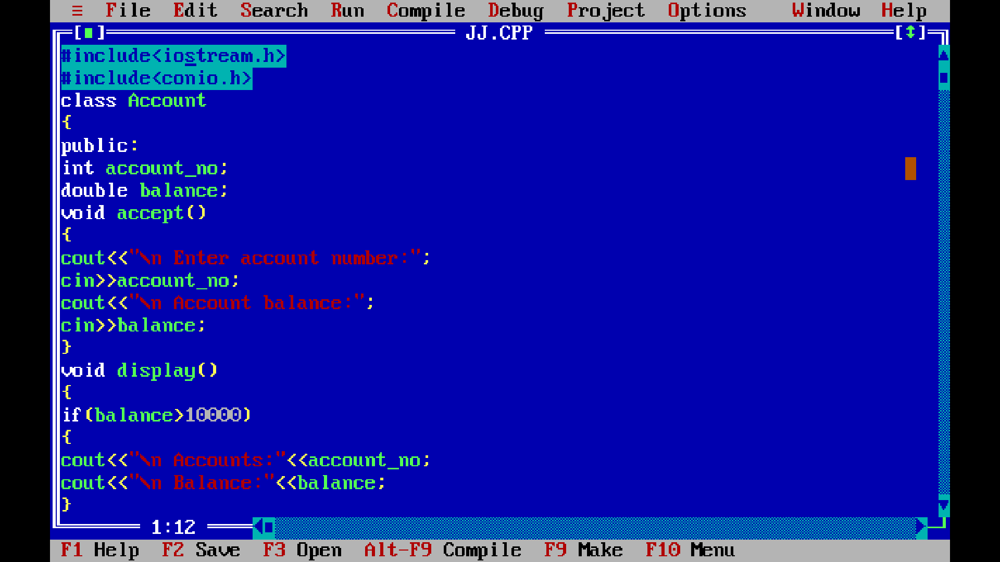 ≡ File Edit Search Run Compile Debug Project Options Window Help
[■] JJ.CPP [↕]
#include<iostream.h>
#include<conio.h>
class Account
{
public:
int account_no;
double balance;
void accept()
{
cout<<"\n Enter account number:";
cin>>account_no;
cout<<"\n Account balance:";
cin>>balance;
}
void display()
{
if(balance>10000)
{
cout<<"\n Accounts:"<<account_no;
cout<<"\n Balance:"<<balance;
}
1:12
F1 Help F2 Save F3 Open Alt-F9 Compile F9 Make F10 Menu